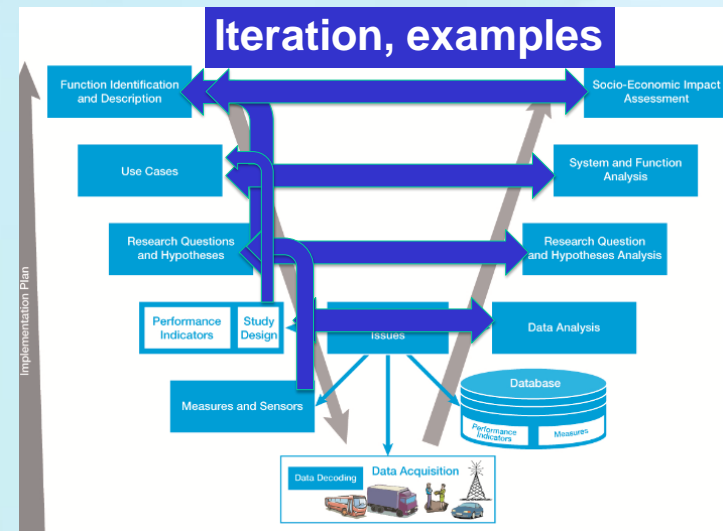 Iteration, examples
Function Identification
and Description
Socio-Economic Impact
Assessment
Use Cases
System and Function
Analysis
Research Questions
and Hypotheses
Research Question
and Hypotheses Analysis
Implementation Plan
Performance
Indicators
Study
Design
Issues
Data Analysis
Measures and Sensors
Database
Performance
Indicators
Measures
Data Decoding
Data Acquisition